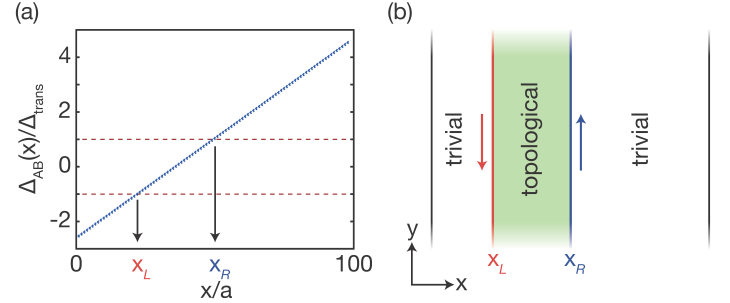 (a)
Δ_AB(x)/Δ_trans
4
2
0
-2
0
x_L
x_R
100
x/a
(b)
trivial
topological
trivial
y
x
x_L
x_R